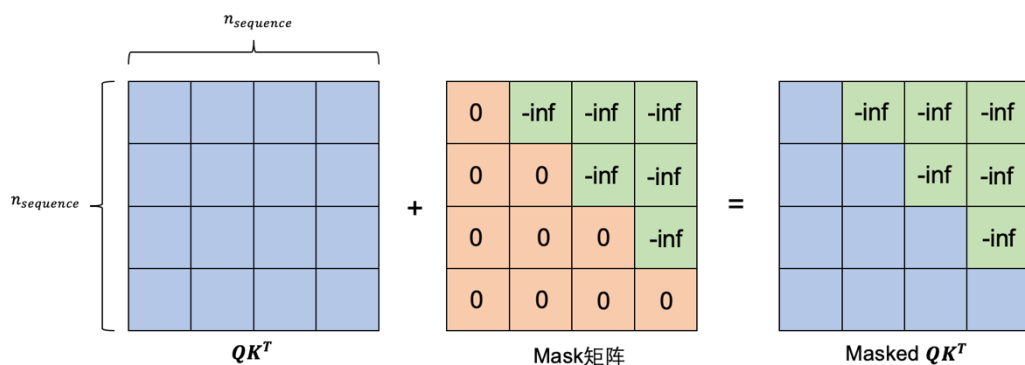 n_sequence
n_sequence
+
=
0 -inf -inf -inf
0 0 -inf -inf
0 0 0 -inf
0 0 0 0
-inf -inf -inf
-inf -inf
-inf
QK^T
Mask矩阵
Masked QK^T